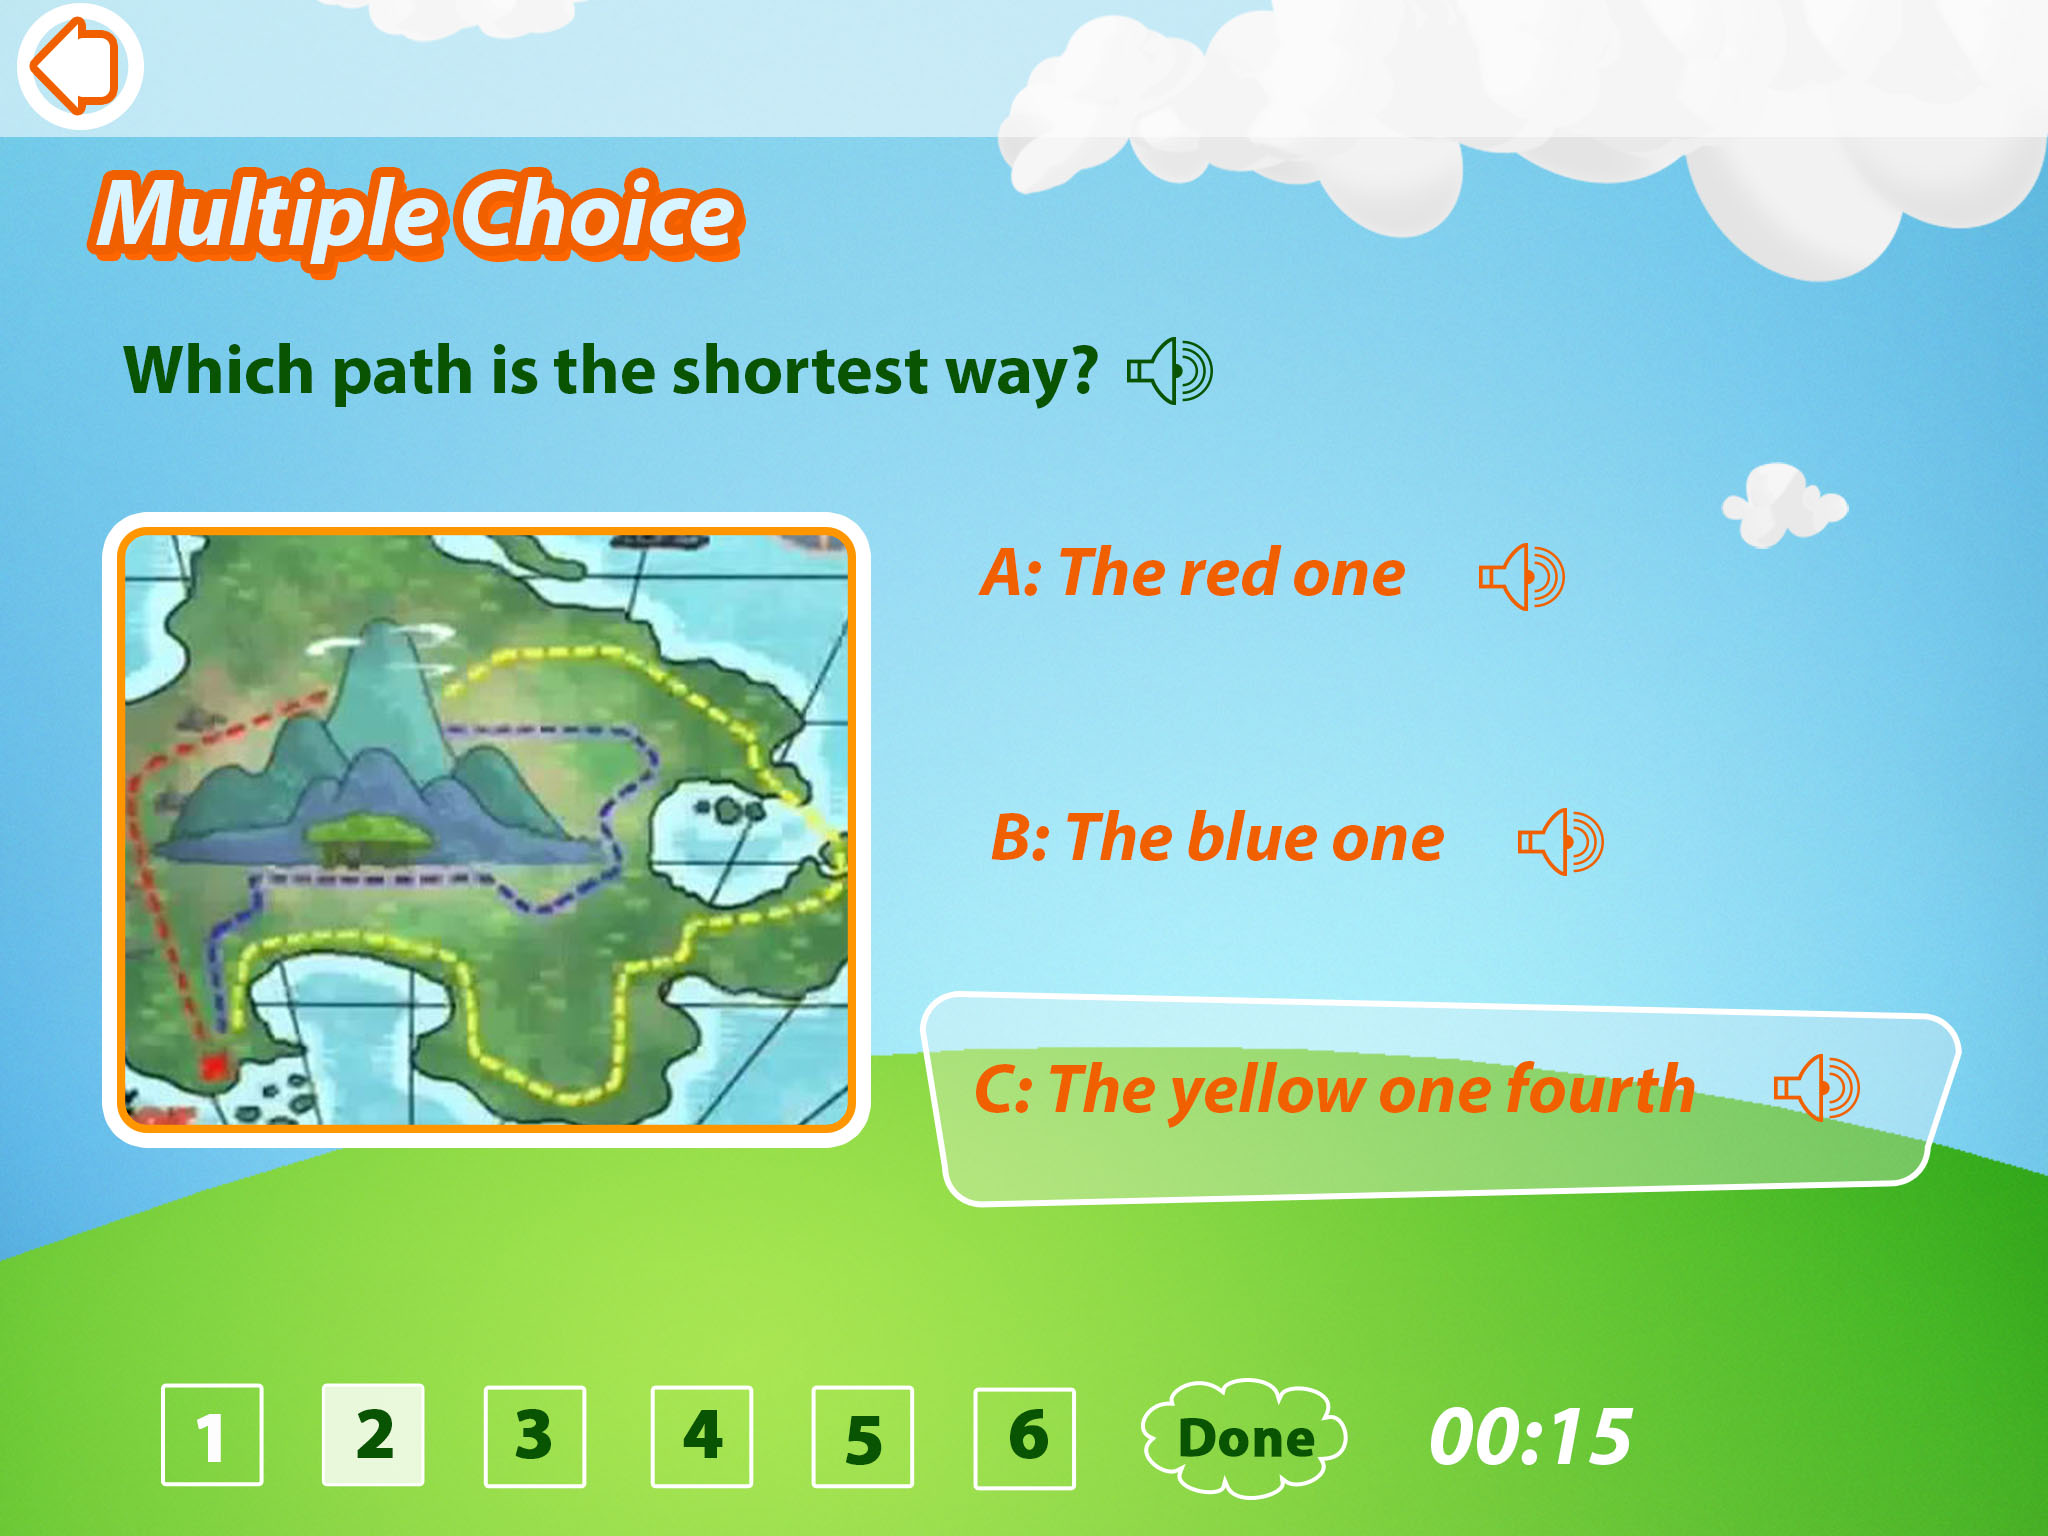 Multiple Choice
Which path is the shortest way?
A: The red one
B: The blue one
C: The yellow one fourth
1 2 3 4 5 6 Done 00:15